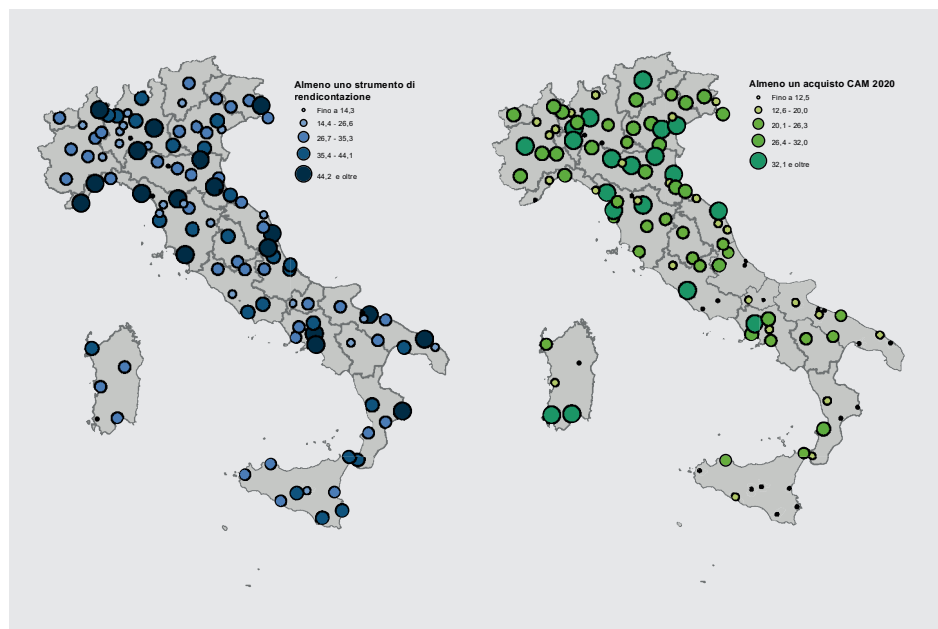 Almeno uno strumento di
rendicontazione
Fino a 14,3
14,4 - 26,6
26,7 - 35,3
35,4 - 44,1
44,2 e oltre
Almeno un acquisto CAM 2020
Fino a 12,5
12,6 - 20,0
20,1 - 26,3
26,4 - 32,0
32,1 e oltre